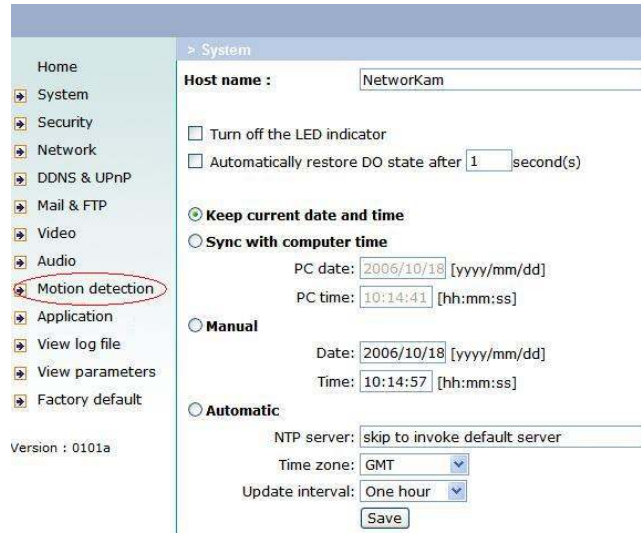 Home
System
Security
Network
DDNS & UPnP
Mail & FTP
Video
Audio
Motion detection
Application
View log file
View parameters
Factory default
Version : 0101a
> System
Host name : NetworKam
Turn off the LED indicator
Automatically restore DO state after 1 second(s)
Keep current date and time
Sync with computer time
PC date: 2006/10/18 [yyyy/mm/dd]
PC time: 10:14:41 [hh:mm:ss]
Manual
Date: 2006/10/18 [yyyy/mm/dd]
Time: 10:14:57 [hh:mm:ss]
Automatic
NTP server: skip to invoke default server
Time zone: GMT
Update interval: One hour
Save